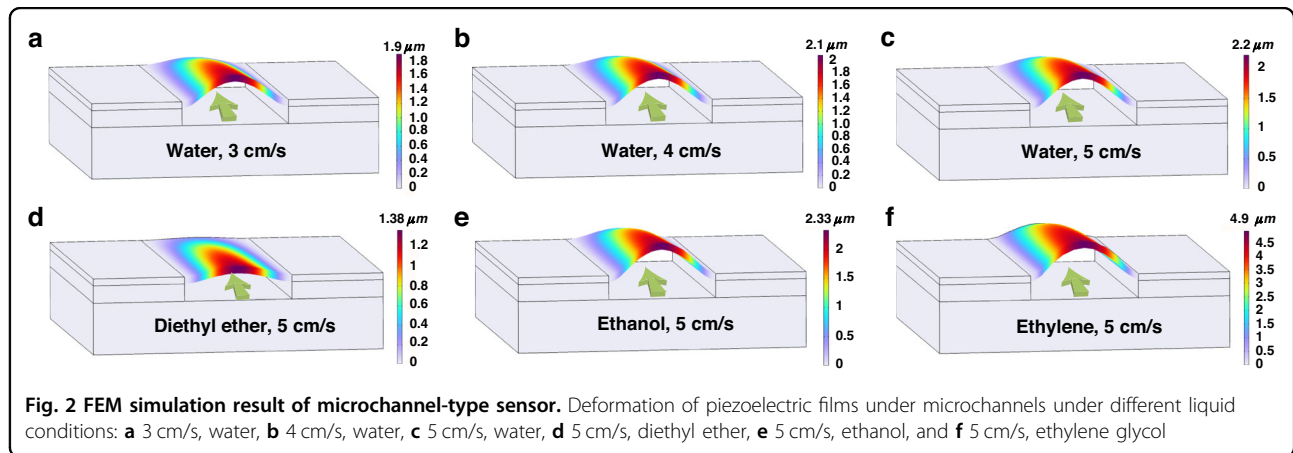 a
1.9 μm
1.8
1.6
1.4
1.2
1
0.8
0.6
0.4
0.2
0
Water, 3 cm/s
b
2.1 μm
2
1.8
1.6
1.4
1.2
1
0.8
0.6
0.4
0.2
0
Water, 4 cm/s
c
2.2 μm
2
1.5
1
0.5
0
Water, 5 cm/s
d
1.38 μm
1.2
1
0.8
0.6
0.4
0.2
0
Diethyl ether, 5 cm/s
e
2.33 μm
2
1.5
1
0.5
0
Ethanol, 5 cm/s
f
4.9 μm
4.5
4
3.5
3
2.5
2
1.5
1
0.5
0
Ethylene, 5 cm/s
Fig. 2 FEM simulation result of microchannel-type sensor. Deformation of piezoelectric films under microchannels under different liquid
conditions: a 3 cm/s, water, b 4 cm/s, water, c 5 cm/s, water, d 5 cm/s, diethyl ether, e 5 cm/s, ethanol, and f 5 cm/s, ethylene glycol